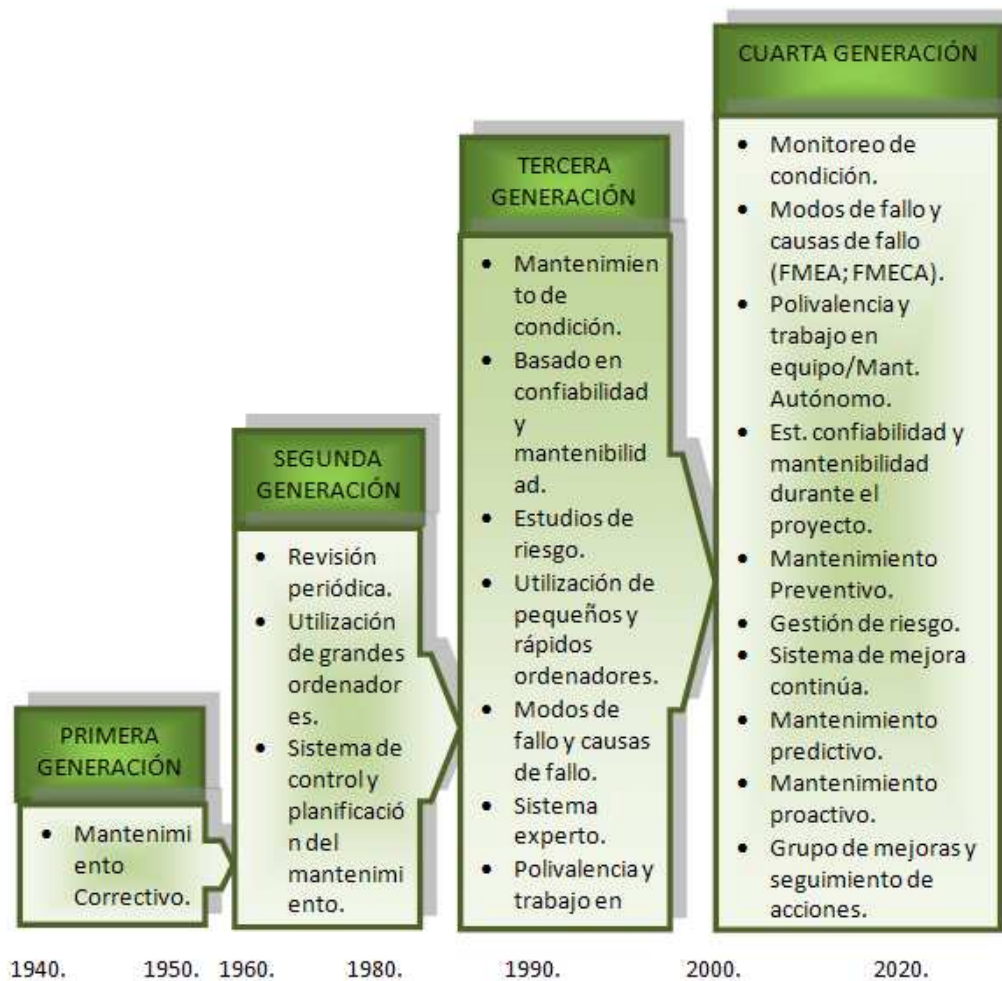 PRIMERA
GENERACIÓN
• Mantenimi
ento
Correctivo.
SEGUNDA
GENERACIÓN
• Revisión
periódica.
• Utilización
de grandes
ordenador
es.
• Sistema de
control y
planificació
n del
mantenimi
ento.
TERCERA
GENERACIÓN
• Mantenimien
to de
condición.
• Basado en
confiabilidad
y
mantenibilid
ad.
• Estudios de
riesgo.
• Utilización de
pequeños y
rápidos
ordenadores.
• Modos de
fallo y causas
de fallo.
• Sistema
experto.
• Polivalencia y
trabajo en
CUARTA GENERACIÓN
• Monitoreo de
condición.
• Modos de fallo y
causas de fallo
(FMEA; FMECA).
• Polivalencia y
trabajo en
equipo/Mant.
Autónomo.
• Est. confiabilidad y
mantenibilidad
durante el
proyecto.
• Mantenimiento
Preventivo.
• Gestión de riesgo.
• Sistema de mejora
continúa.
• Mantenimiento
predictivo.
• Mantenimiento
proactivo.
• Grupo de mejoras y
seguimiento de
acciones.
1940. 1950. 1960. 1980. 1990. 2000. 2020.